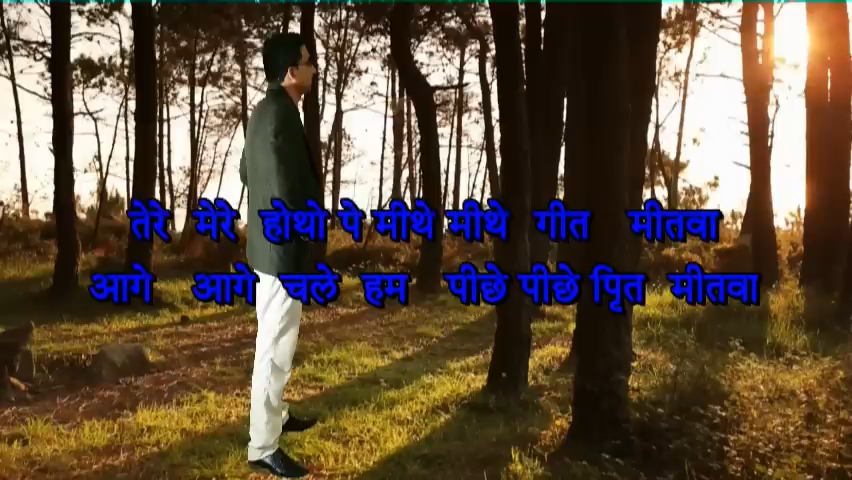 तेरे मेरे होथो पे मीथे मीथे गीत मीतवा
आगे आगे चले हम पीछे पीछे प्रित मीतवा